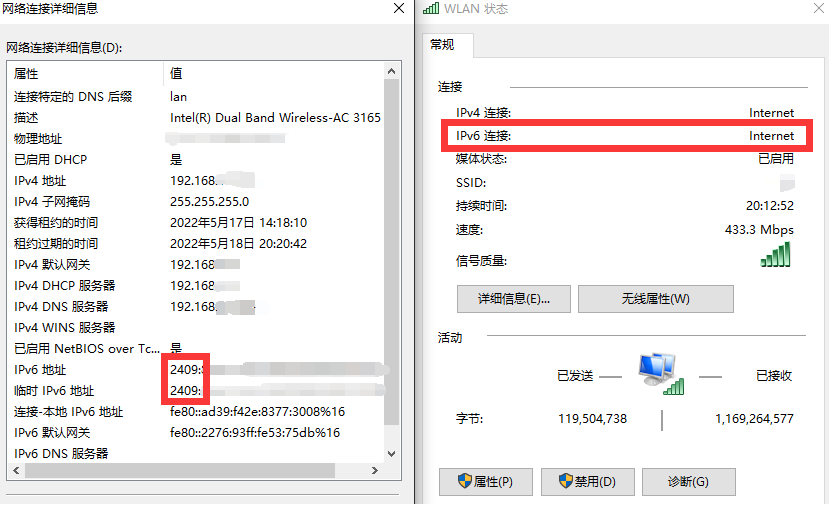 网络连接详细信息
网络连接详细信息(D):
属性 值
连接特定的 DNS 后缀 lan
描述 Intel(R) Dual Band Wireless-AC 3165
物理地址
已启用 DHCP 是
IPv4 地址 192.168.
IPv4 子网掩码 255.255.255.0
获得租约的时间 2022年5月17日 14:18:10
租约过期的时间 2022年5月18日 20:20:42
IPv4 默认网关 192.168
IPv4 DHCP 服务器 192.168
IPv4 DNS 服务器 192.168.
IPv4 WINS 服务器
已启用 NetBIOS over Tc... 是
IPv6 地址 2409:
临时 IPv6 地址 2409:
连接-本地 IPv6 地址 fe80::ad39:f42e:8377:3008%16
IPv6 默认网关 fe80::2276:93ff:fe53:75db%16
IPv6 DNS 服务器
WLAN 状态
常规
连接
IPv4 连接: Internet
IPv6 连接: Internet
媒体状态: 已启用
SSID:
持续时间: 20:12:52
速度: 433.3 Mbps
信号质量:
详细信息(E)... 无线属性(W)
活动
已发送 已接收
字节: 119,504,738 1,169,264,577
属性(P) 禁用(D) 诊断(G)